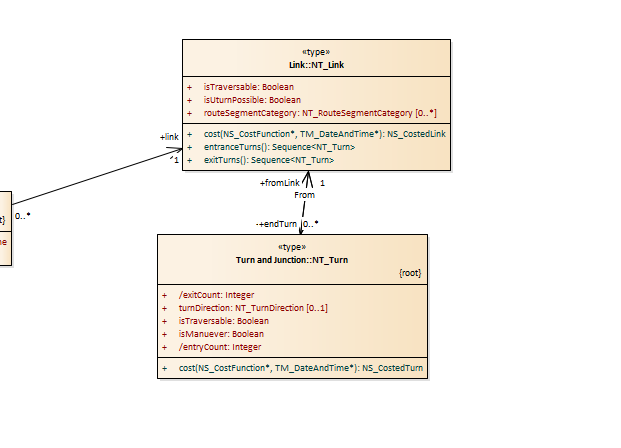 «type»
Link::NT_Link
+ isTraversable: Boolean
+ isUturnPossible: Boolean
+ routeSegmentCategory: NT_RouteSegmentCategory [0..*]
+ cost(NS_CostFunction*, TM_DateAndTime*): NS_CostedLink
+ entranceTurns(): Sequence<NT_Turn>
+ exitTurns(): Sequence<NT_Turn>
+link
1
0..*
+fromLink 1
From
+endTurn 0..*
«type»
Turn and Junction::NT_Turn
{root}
+ /exitCount: Integer
+ turnDirection: NT_TurnDirection [0..1]
+ isTraversable: Boolean
+ isManuever: Boolean
+ /entryCount: Integer
+ cost(NS_CostFunction*, TM_DateAndTime*): NS_CostedTurn